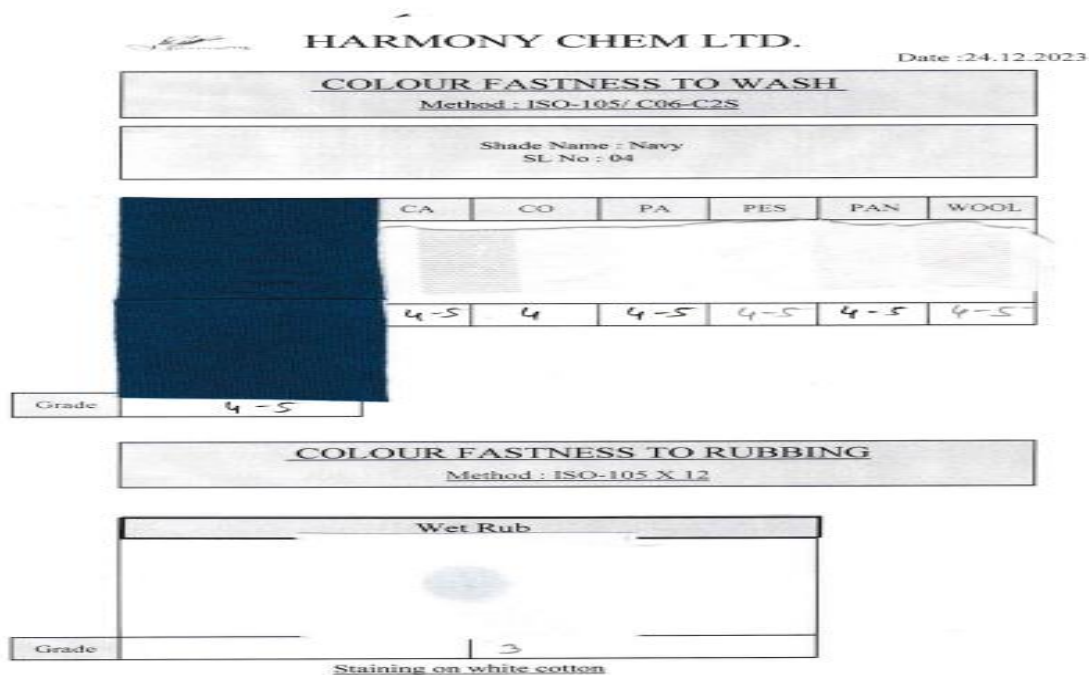 HARMONY CHEM LTD.
Date :24.12.2023
COLOUR FASTNESS TO WASH
Method : ISO-105/ C06-C2S
Shade Name : Navy
SL No : 04
CA CO PA PES PAN WOOL
4-5 4 4-5 4-5 4-5 4-5
Grade 4-5
COLOUR FASTNESS TO RUBBING
Method : ISO-105 X 12
Wet Rub
Grade 3
Staining on white cotton